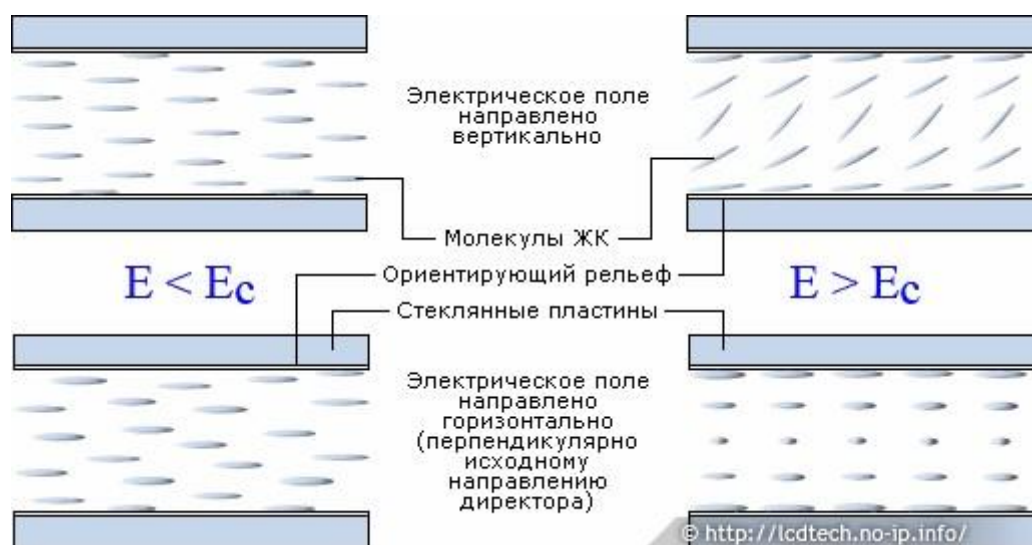 Электрическое поле
направлено
вертикально
Молекулы ЖК
E < Ec
Ориентирующий рельеф
E > Ec
Стеклянные пластины
Электрическое поле
направлено
горизонтально
(перпендикулярно
исходному
направлению
директора)
© http://lcdtech.no-ip.info/